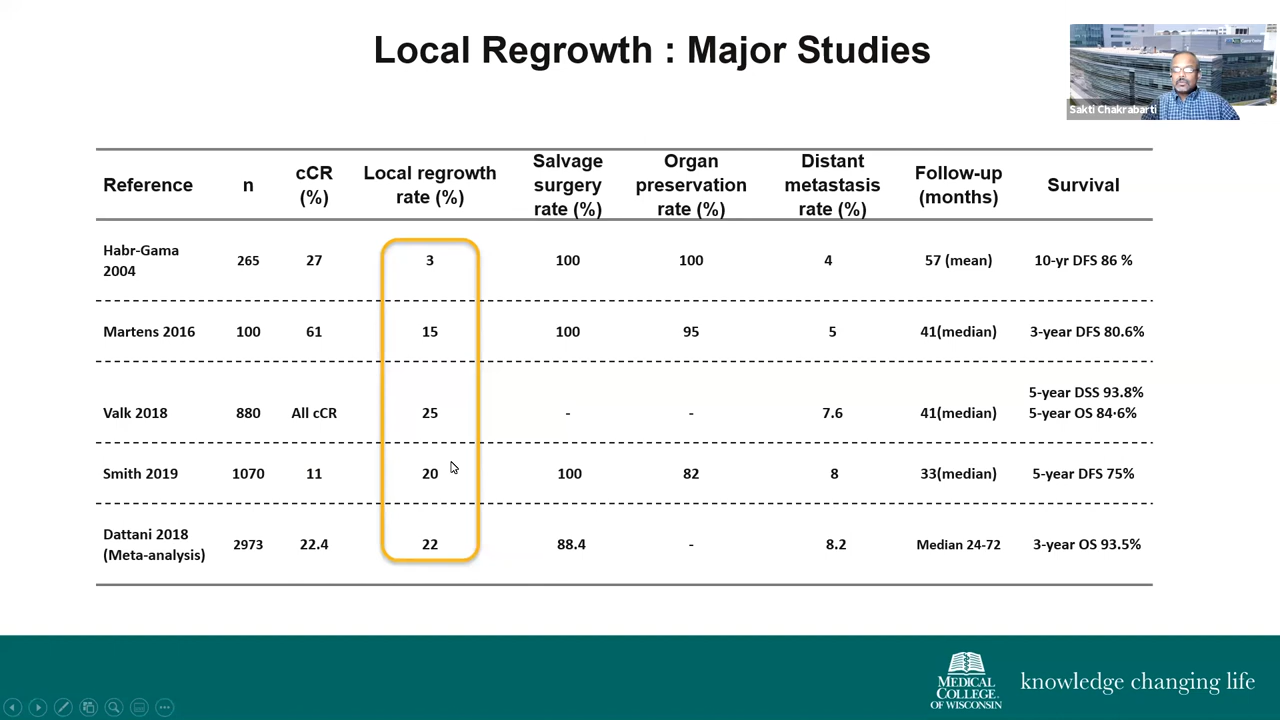 Local Regrowth : Major Studies
Sakti Chakrabarti
Reference n cCR (%) Local regrowth rate (%) Salvage surgery rate (%) Organ preservation rate (%) Distant metastasis rate (%) Follow-up (months) Survival
Habr-Gama 2004 265 27 3 100 100 4 57 (mean) 10-yr DFS 86 %
Martens 2016 100 61 15 100 95 5 41(median) 3-year DFS 80.6%
Valk 2018 880 All cCR 25 - - 7.6 41(median) 5-year DSS 93.8%
5-year OS 84·6%
Smith 2019 1070 11 20 100 82 8 33(median) 5-year DFS 75%
Dattani 2018 (Meta-analysis) 2973 22.4 22 88.4 - 8.2 Median 24-72 3-year OS 93.5%
MEDICAL
COLLEGE
OF WISCONSIN
knowledge changing life